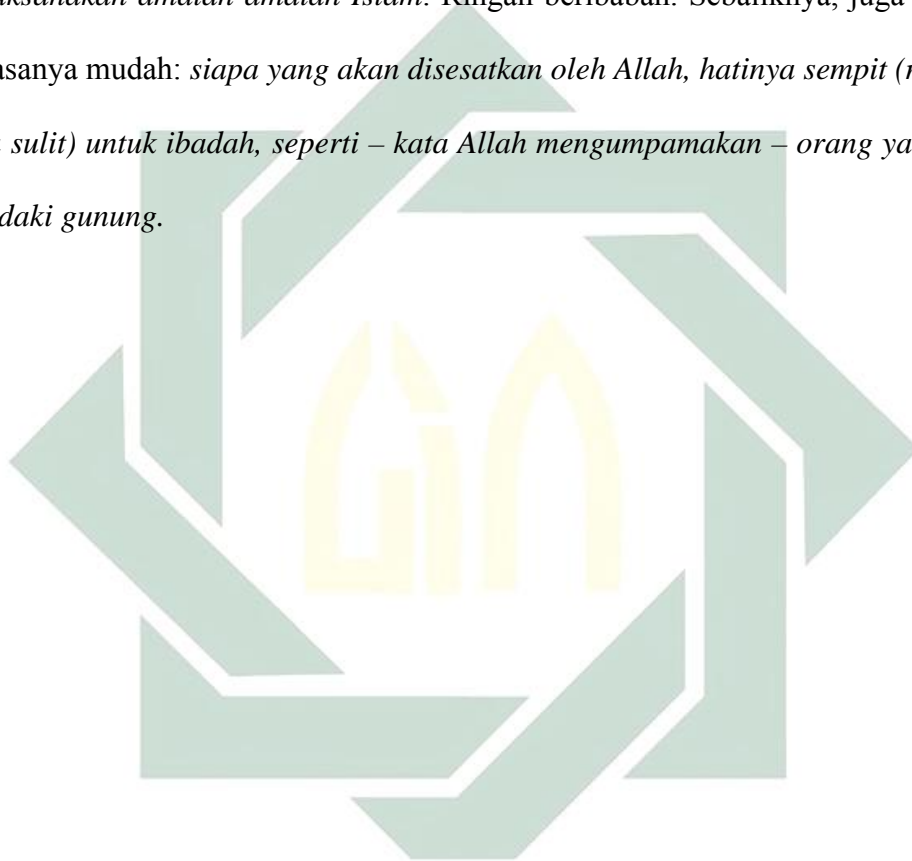 ksanakan amalan-amalan Islam. Ringan beribadah. Sebaliknya, juga
asanya mudah: siapa yang akan disesatkan oleh Allah, hatinya sempit (
sulit) untuk ibadah, seperti – kata Allah mengumpamakan – orang ya
daki gunung.